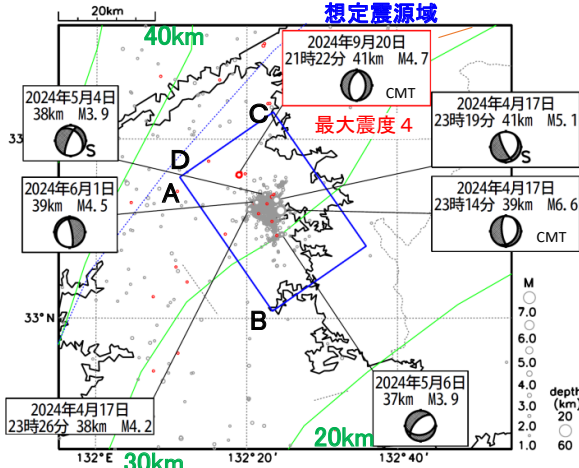 20km
想定震源域
40km
2024年9月20日
21時22分 41km M4.7
CMT
最大震度４
2024年5月4日
38km M3.9
S
2024年4月17日
23時19分 41km M5.1
S
C
D
A
B
2024年6月1日
39km M4.5
2024年4月17日
23時14分 39km M6.6
CMT
33°N
2024年5月6日
37km M3.9
2024年4月17日
23時26分 38km M4.2
20km
30km
132°E
132°20'
132°40'
M
7.0
6.0
5.0
4.0
3.0
2.0
1.0
depth
(km)
20
60